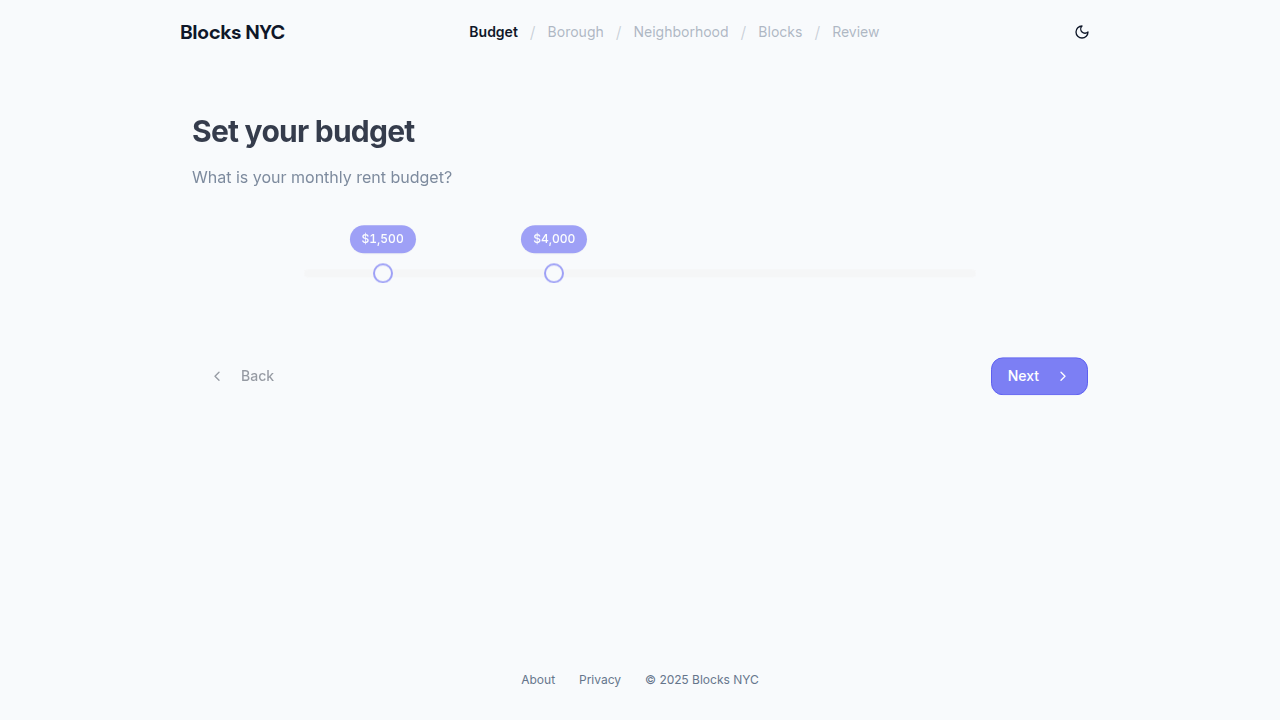 Blocks NYC
Budget / Borough / Neighborhood / Blocks / Review
Set your budget
What is your monthly rent budget?
$1,500 $4,000
Back Next
About Privacy © 2025 Blocks NYC